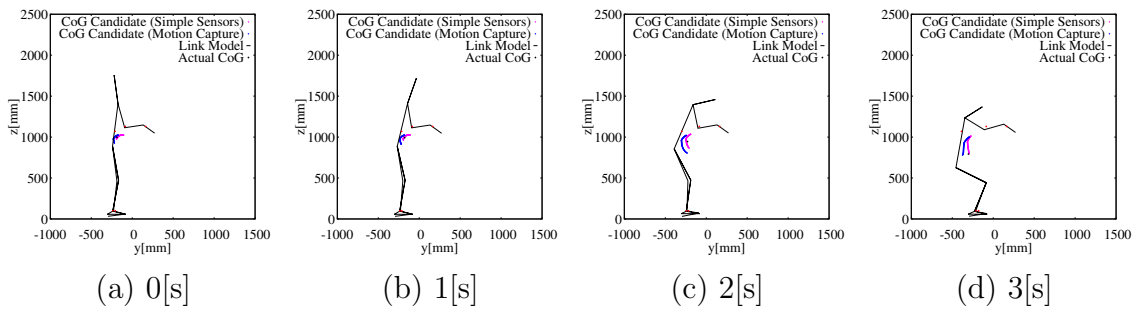 CoG Candidate (Simple Sensors)
CoG Candidate (Motion Capture)
Link Model
Actual CoG
z[mm]
2500
2000
1500
1000
500
0
-1000 -500 0 500 1000 1500
y[mm]
(a) 0[s]
CoG Candidate (Simple Sensors)
CoG Candidate (Motion Capture)
Link Model
Actual CoG
z[mm]
2500
2000
1500
1000
500
0
-1000 -500 0 500 1000 1500
y[mm]
(b) 1[s]
CoG Candidate (Simple Sensors)
CoG Candidate (Motion Capture)
Link Model
Actual CoG
z[mm]
2500
2000
1500
1000
500
0
-1000 -500 0 500 1000 1500
y[mm]
(c) 2[s]
CoG Candidate (Simple Sensors)
CoG Candidate (Motion Capture)
Link Model
Actual CoG
z[mm]
2500
2000
1500
1000
500
0
-1000 -500 0 500 1000 1500
y[mm]
(d) 3[s]